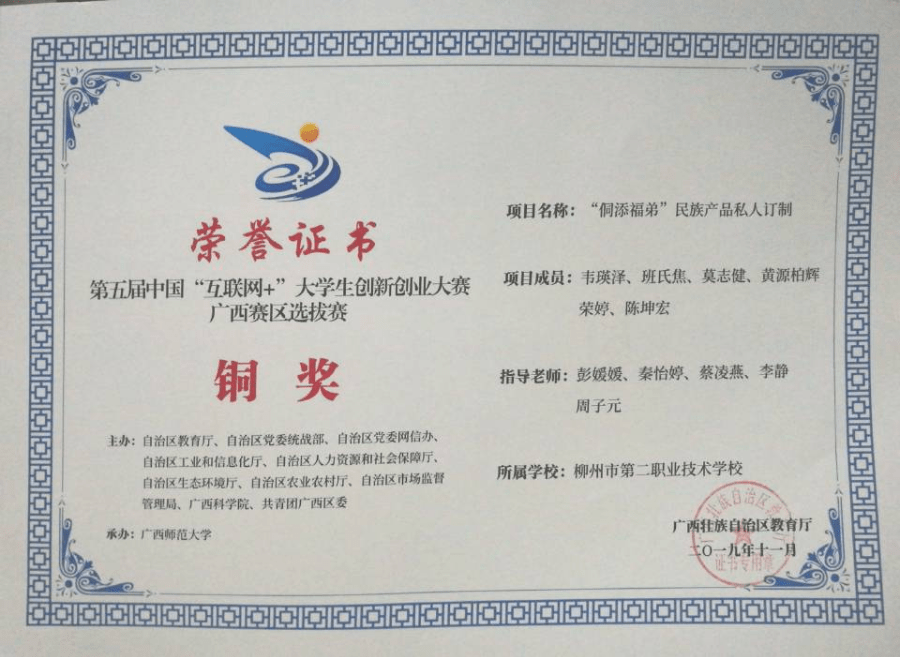 荣誉证书
第五届中国“互联网+”大学生创新创业大赛
广西赛区选拔赛
铜奖
主办：自治区教育厅、自治区党委统战部、自治区党委网信办、
自治区工业和信息化厅、自治区人力资源和社会保障厅、
自治区生态环境厅、自治区农业农村厅、自治区市场监督
管理局、广西科学院、共青团广西区委
承办：广西师范大学
项目名称：“侗添福弟”民族产品私人订制
项目成员：韦瑛泽、班氏焦、莫志健、黄源柏辉
荣婷、陈坤宏
指导老师：彭媛媛、秦怡婷、蔡凌燕、李静
周子元
所属学校：柳州市第二职业技术学校
广西壮族自治区教育厅
二〇一九年十一月
证书专用章